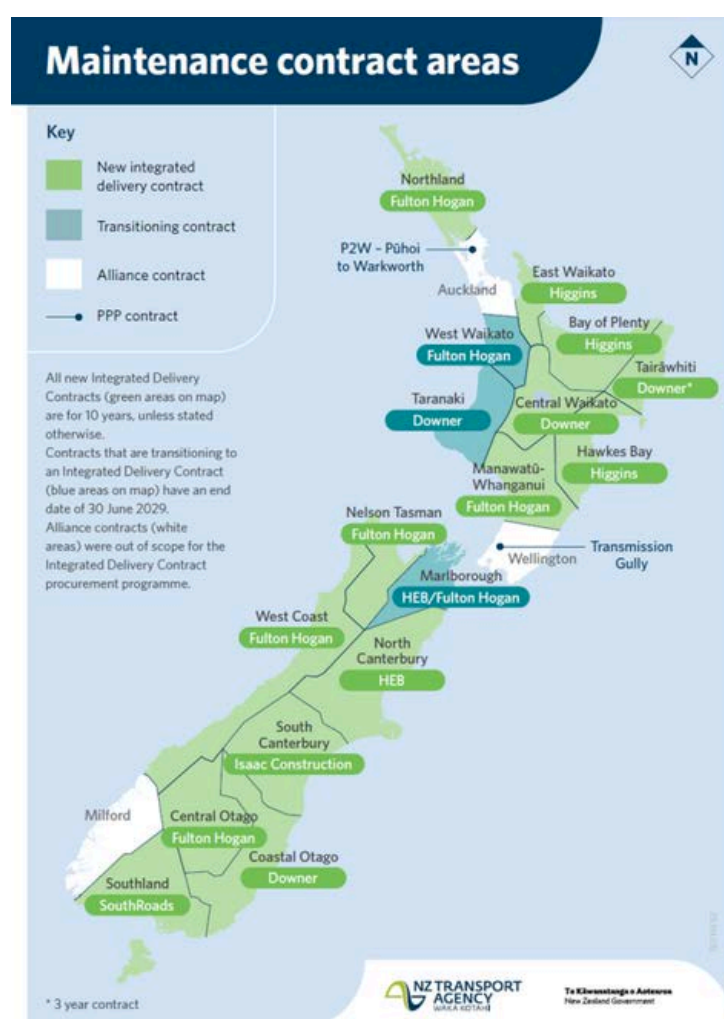 Maintenance contract areas
N
Key
New integrated
delivery contract
Transitioning contract
Alliance contract
PPP contract
All new Integrated Delivery
Contracts (green areas on map)
are for 10 years, unless stated
otherwise.
Contracts that are transitioning to
an Integrated Delivery Contract
(blue areas on map) have an end
date of 30 June 2029.
Alliance contracts (white
areas) were out of scope for the
Integrated Delivery Contract
procurement programme.
Northland
Fulton Hogan
P2W – Pūhoi
to Warkworth
Auckland
East Waikato
Higgins
Bay of Plenty
Higgins
West Waikato
Fulton Hogan
Tairāwhiti
Downer*
Taranaki
Downer
Central Waikato
Downer
Hawkes Bay
Higgins
Manawatū-
Whanganui
Fulton Hogan
Nelson Tasman
Fulton Hogan
Wellington
Transmission
Gully
Marlborough
HEB/Fulton Hogan
West Coast
Fulton Hogan
North
Canterbury
HEB
South
Canterbury
Isaac Construction
Milford
Central Otago
Fulton Hogan
Coastal Otago
Downer
Southland
SouthRoads
* 3 year contract
NZ TRANSPORT
AGENCY
WAKA KOTAHI
Te Kāwanatanga o Aotearoa
New Zealand Government